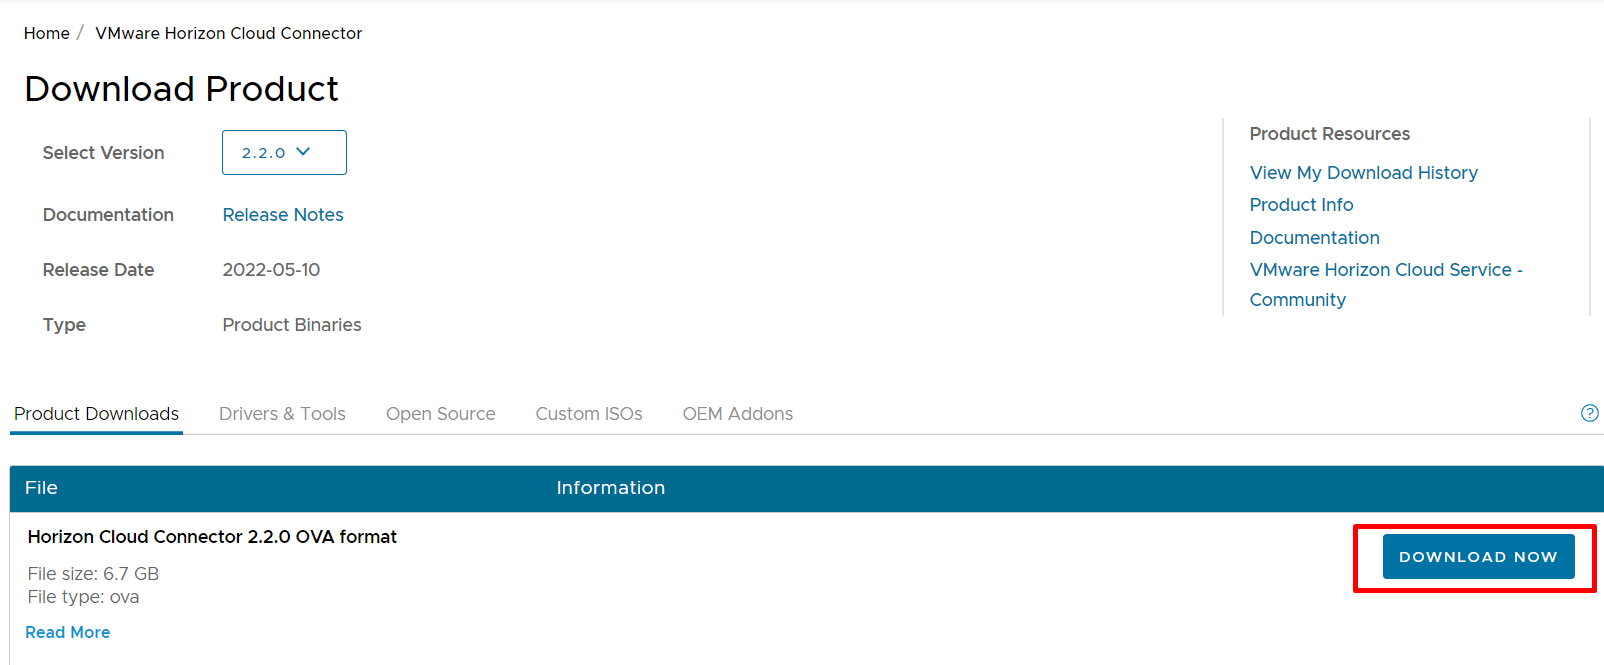 Home / VMware Horizon Cloud Connector
Download Product
Select Version 2.2.0
Documentation Release Notes
Release Date 2022-05-10
Type Product Binaries
Product Resources
View My Download History
Product Info
Documentation
VMware Horizon Cloud Service -
Community
Product Downloads Drivers & Tools Open Source Custom ISOs OEM Addons ?
File Information
Horizon Cloud Connector 2.2.0 OVA format
File size: 6.7 GB
File type: ova
Read More
DOWNLOAD NOW